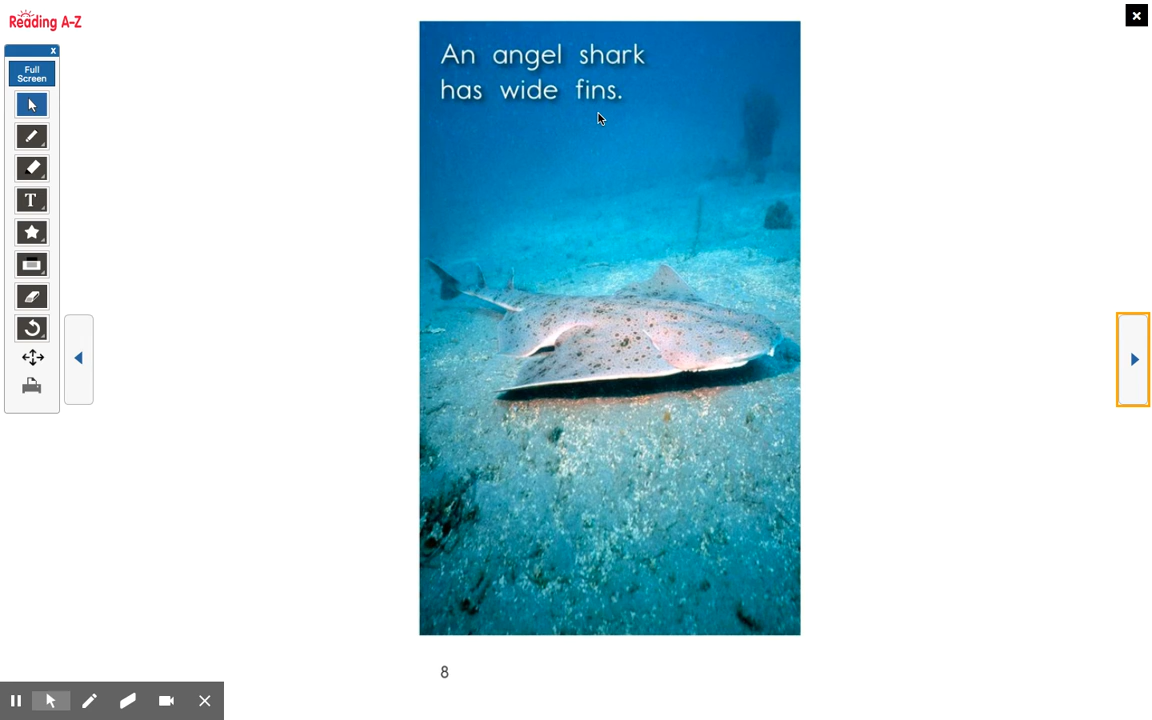 Reading A-Z
x
Full
Screen
T
An angel shark
has wide fins.
8